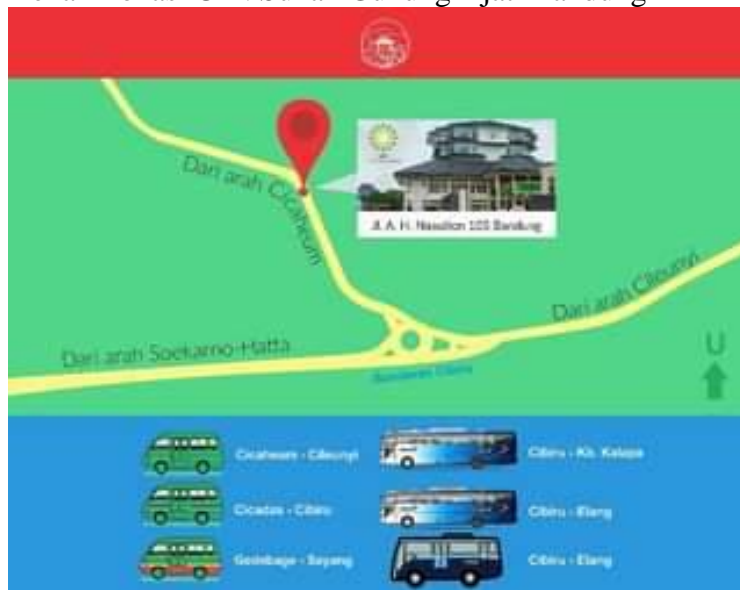 Dari arah Cicaheum
Jl. A. H. Nasution 105 Bandung
Dari arah Cileunyi
Dari arah Soekarno-Hatta
Bundaran Cibiru
U
Cicaheum - Cileunyi
Cibiru - Kb. Kalapa
Cicadas - Cibiru
Cibiru - Elang
Gedebage - Sayang
Cibiru - Elang